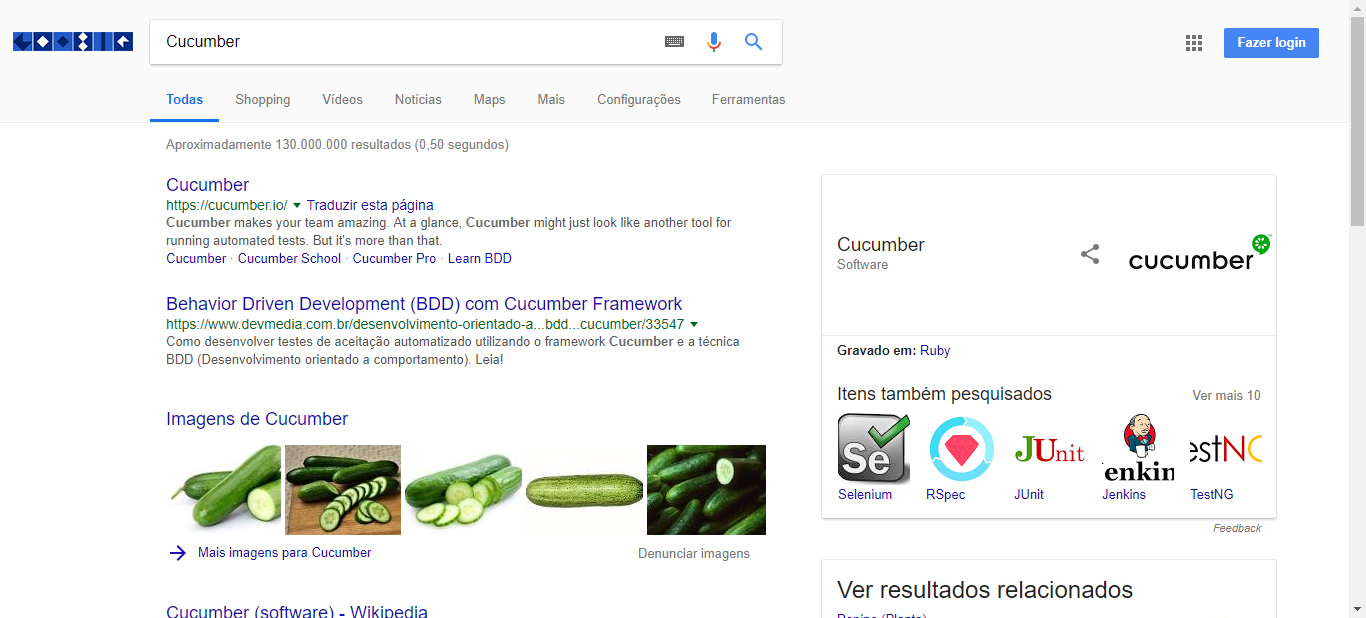 Cucumber
Fazer login
Todas Shopping Vídeos Notícias Maps Mais Configurações Ferramentas
Aproximadamente 130.000.000 resultados (0,50 segundos)
Cucumber
https://cucumber.io/ Traduzir esta página
Cucumber makes your team amazing. At a glance, Cucumber might just look like another tool for
running automated tests. But it's more than that.
Cucumber · Cucumber School · Cucumber Pro · Learn BDD
Behavior Driven Development (BDD) com Cucumber Framework
https://www.devmedia.com.br/desenvolvimento-orientado-a...bdd...cucumber/33547
Como desenvolver testes de aceitação automatizado utilizando o framework Cucumber e a técnica
BDD (Desenvolvimento orientado a comportamento). Leia!
Imagens de Cucumber
Mais imagens para Cucumber
Denunciar imagens
Cucumber (software) - Wikipedia
Cucumber
Software
cucumber
Gravado em: Ruby
Itens também pesquisados
Ver mais 10
Se JUnit enkin estNG
Selenium RSpec JUnit Jenkins TestNG
Feedback
Ver resultados relacionados
Pepino (Planta)